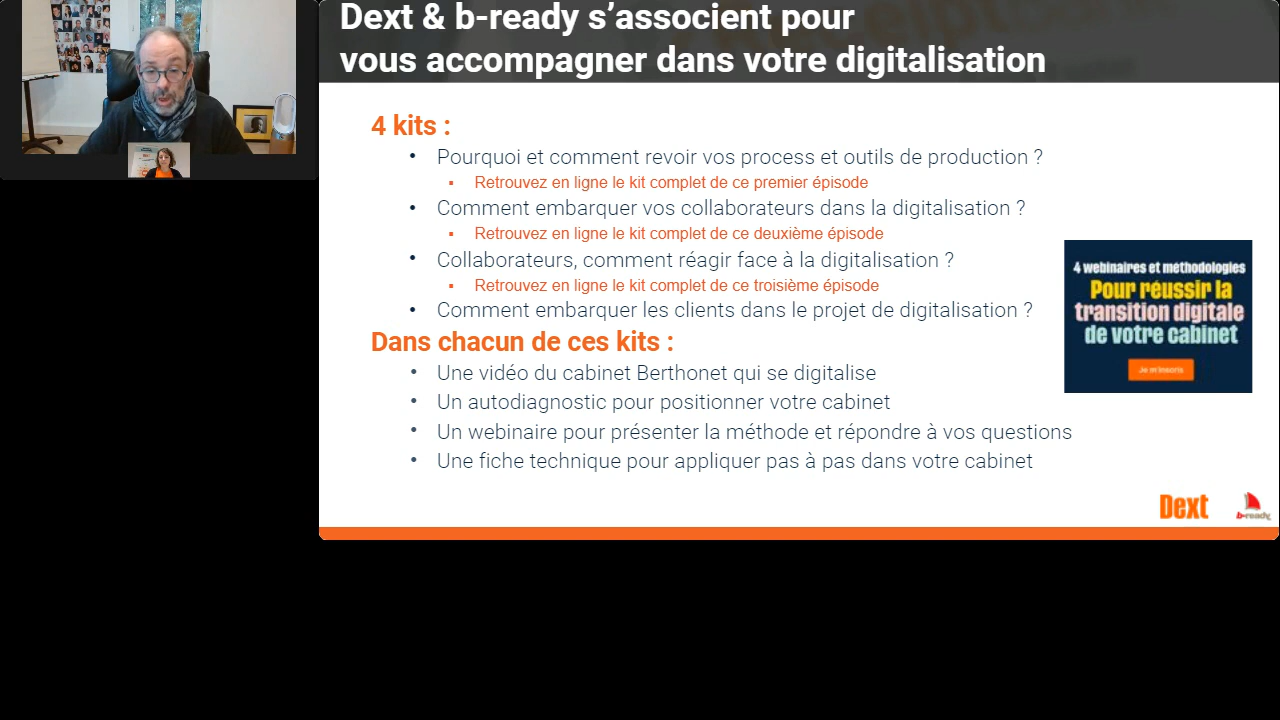 Dext & b-ready s’associent pour
vous accompagner dans votre digitalisation
4 kits :
• Pourquoi et comment revoir vos process et outils de production ?
▪ Retrouvez en ligne le kit complet de ce premier épisode
• Comment embarquer vos collaborateurs dans la digitalisation ?
▪ Retrouvez en ligne le kit complet de ce deuxième épisode
• Collaborateurs, comment réagir face à la digitalisation ?
▪ Retrouvez en ligne le kit complet de ce troisième épisode
• Comment embarquer les clients dans le projet de digitalisation ?
Dans chacun de ces kits :
• Une vidéo du cabinet Berthonet qui se digitalise
• Un autodiagnostic pour positionner votre cabinet
• Un webinaire pour présenter la méthode et répondre à vos questions
• Une fiche technique pour appliquer pas à pas dans votre cabinet
4 webinaires et méthodologies
Pour réussir la
transition digitale
de votre cabinet
Je m'inscris
Dext
b-ready